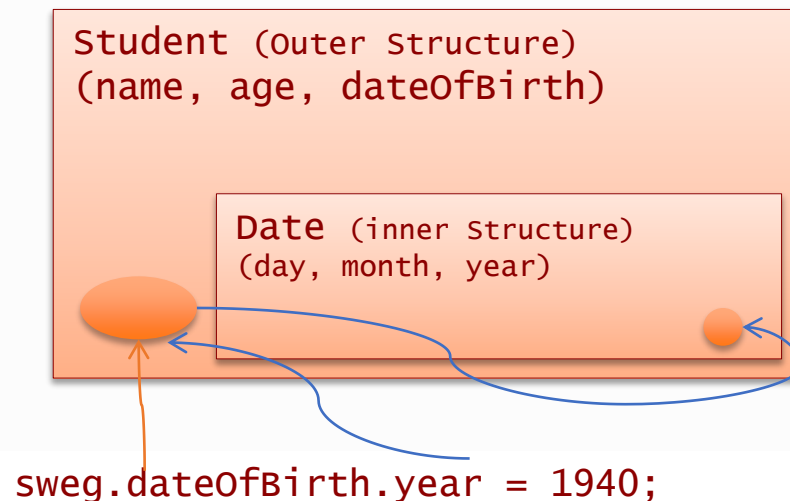 Student (Outer Structure)
(name, age, dateOfBirth)
Date (inner Structure)
(day, month, year)
sweg.dateOfBirth.year = 1940;